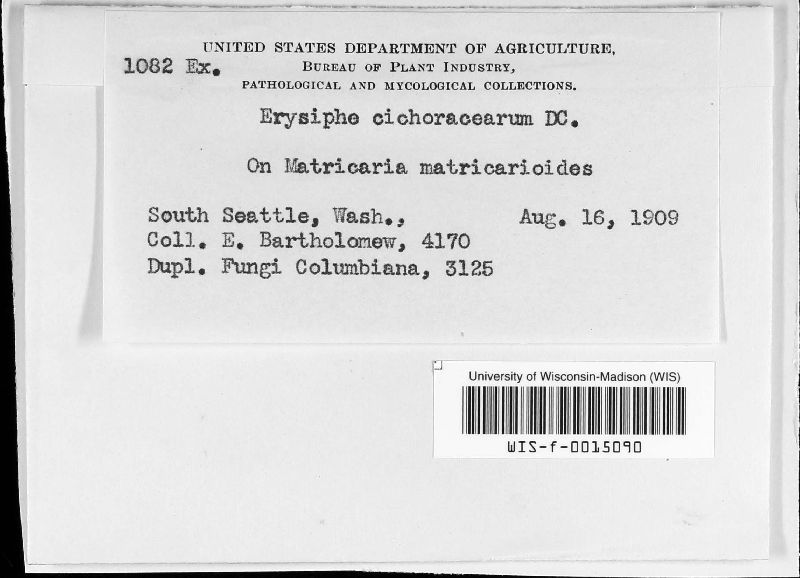 UNITED STATES DEPARTMENT OF AGRICULTURE,
1082 Ex.
BUREAU OF PLANT INDUSTRY,
PATHOLOGICAL AND MYCOLOGICAL COLLECTIONS.
Erysiphe cichoracearum DC.
On Matricaria matricarioides
South Seattle, Wash., Aug. 16, 1909
Coll. E. Bartholomew, 4170
Dupl. Fungi Columbiana, 3125
University of Wisconsin-Madison (WIS)
WIS-f-0015090